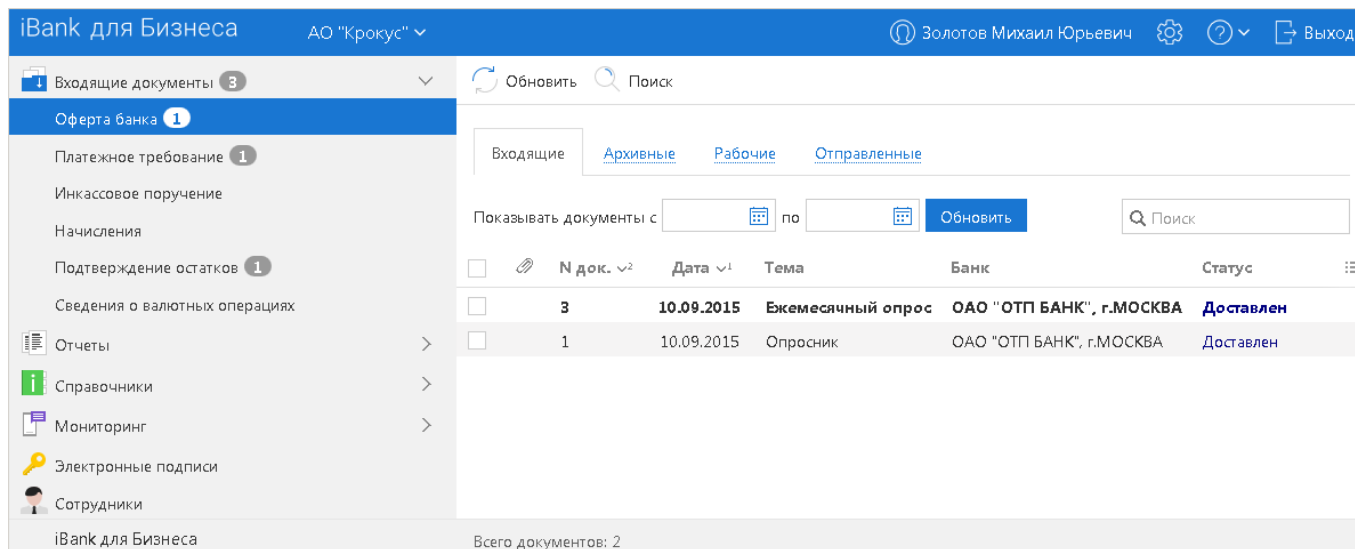 iBank для Бизнеса
АО "Крокус"
Золотов Михаил Юрьевич
Выход
Входящие документы 3
Оферта банка 1
Платежное требование 1
Инкассовое поручение
Начисления
Подтверждение остатков 1
Сведения о валютных операциях
Отчеты
Справочники
Мониторинг
Электронные подписи
Сотрудники
iBank для Бизнеса
Обновить Поиск
Входящие Архивные Рабочие Отправленные
Показывать документы с по Обновить Поиск
N док. 2 Дата 1 Тема Банк Статус
3 10.09.2015 Ежемесячный опрос ОАО "ОТП БАНК", г.МОСКВА Доставлен
1 10.09.2015 Опросник ОАО "ОТП БАНК", г.МОСКВА Доставлен
Всего документов: 2